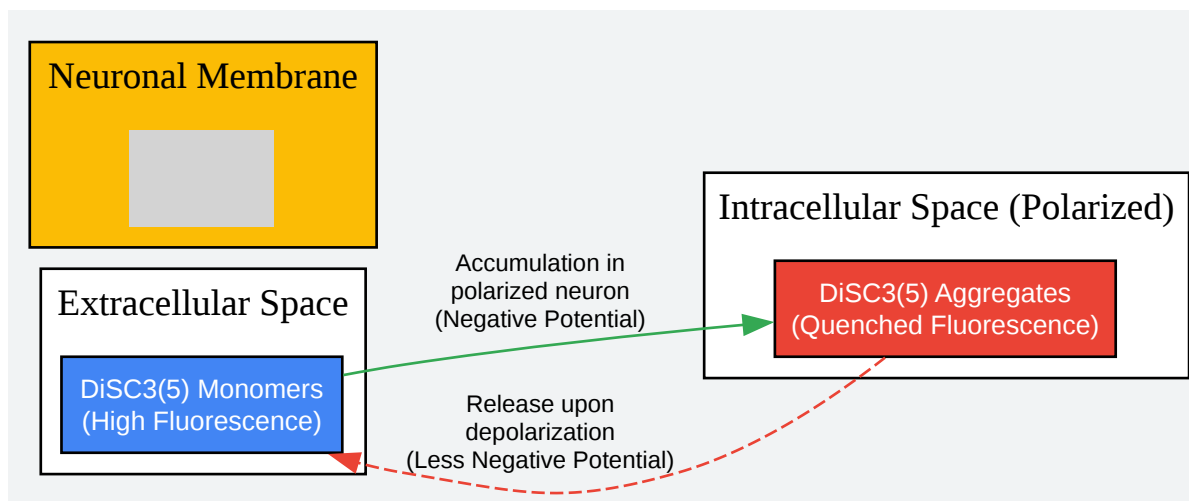 Neuronal Membrane
Extracellular Space
DiSC3(5) Monomers
(High Fluorescence)
Accumulation in
polarized neuron
(Negative Potential)
Release upon
depolarization
(Less Negative Potential)
Intracellular Space (Polarized)
DiSC3(5) Aggregates
(Quenched Fluorescence)